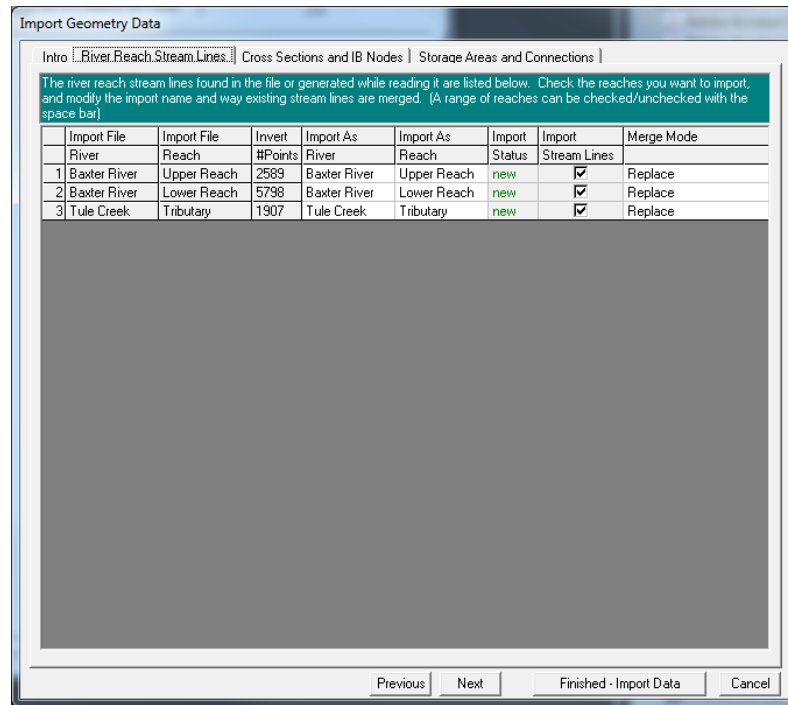 Import Geometry Data
Intro River Reach Stream Lines Cross Sections and IB Nodes Storage Areas and Connections
The river reach stream lines found in the file or generated while reading it are listed below. Check the reaches you want to import,
and modify the import name and way existing stream lines are merged. (A range of reaches can be checked/unchecked with the
space bar)
Import File Import File Invert Import As Import As Import Import Merge Mode
River Reach #Points River Reach Status Stream Lines
1 Baxter River Upper Reach 2589 Baxter River Upper Reach new Replace
2 Baxter River Lower Reach 5798 Baxter River Lower Reach new Replace
3 Tule Creek Tributary 1907 Tule Creek Tributary new Replace
Previous Next Finished - Import Data Cancel